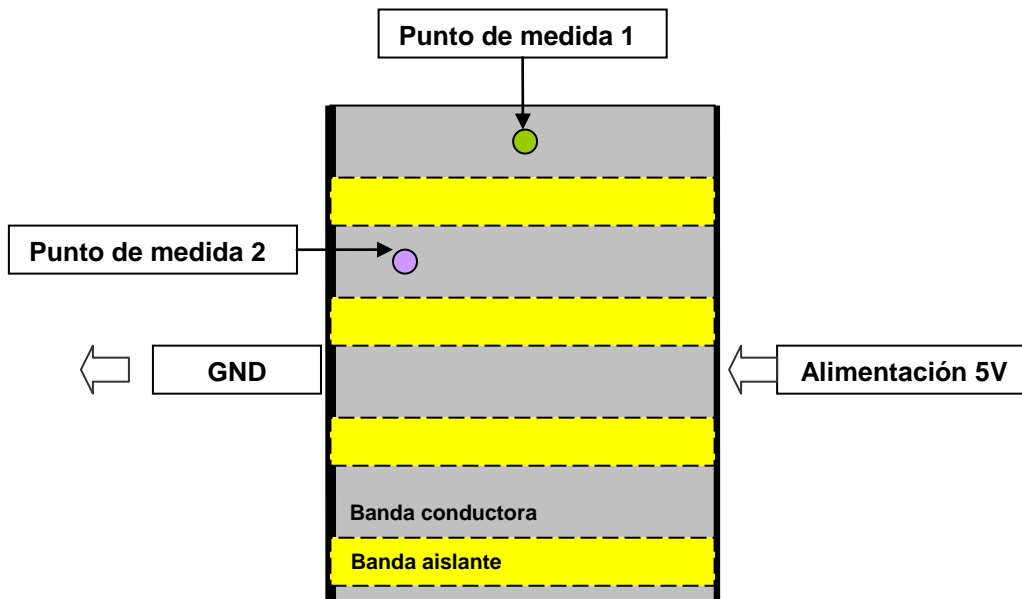 Punto de medida 1
Punto de medida 2
GND
Alimentación 5V
Banda conductora
Banda aislante